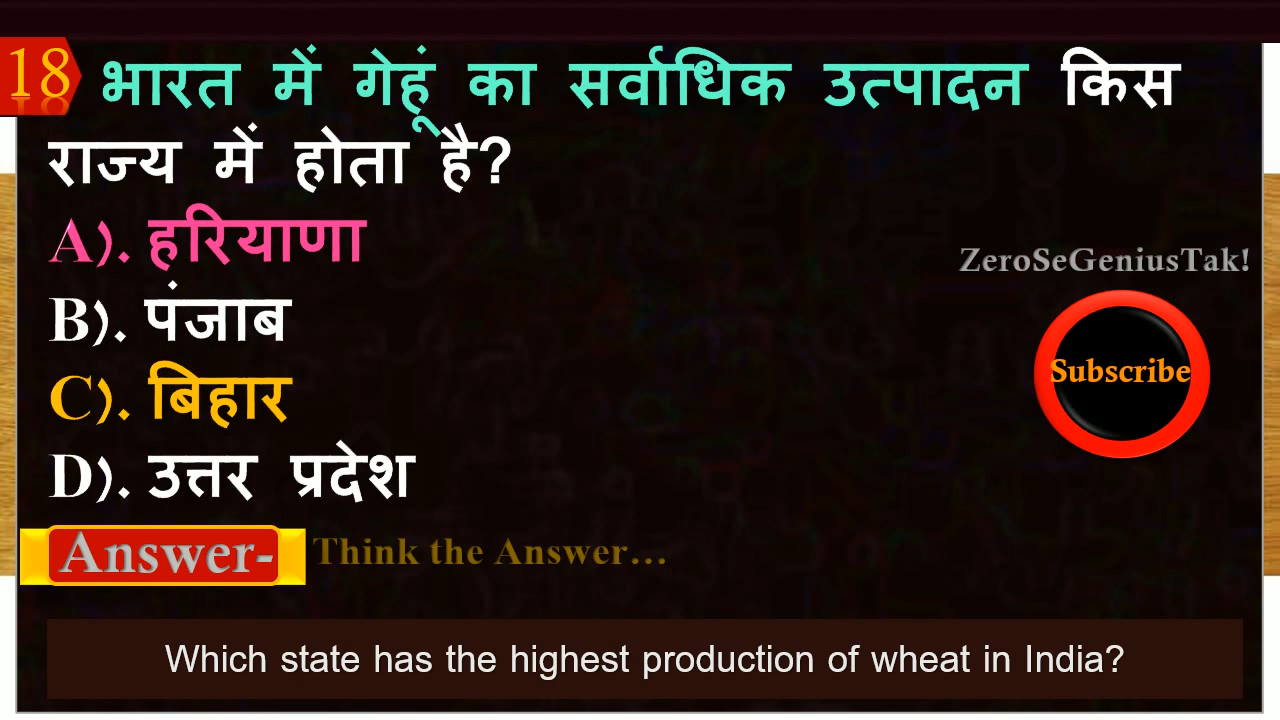 18 भारत में गेहूं का सर्वाधिक उत्पादन किस
राज्य में होता है?
A). हरियाणा
B). पंजाब
C). बिहार
D). उत्तर प्रदेश
ZeroSeGeniusTak!
Subscribe
Answer- Think the Answer...
Which state has the highest production of wheat in India?